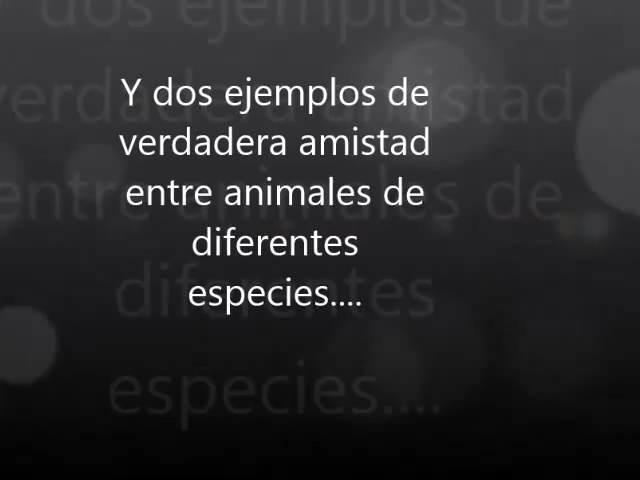 Y dos ejemplos de
verdadera amistad
entre animales de
diferentes
especies....